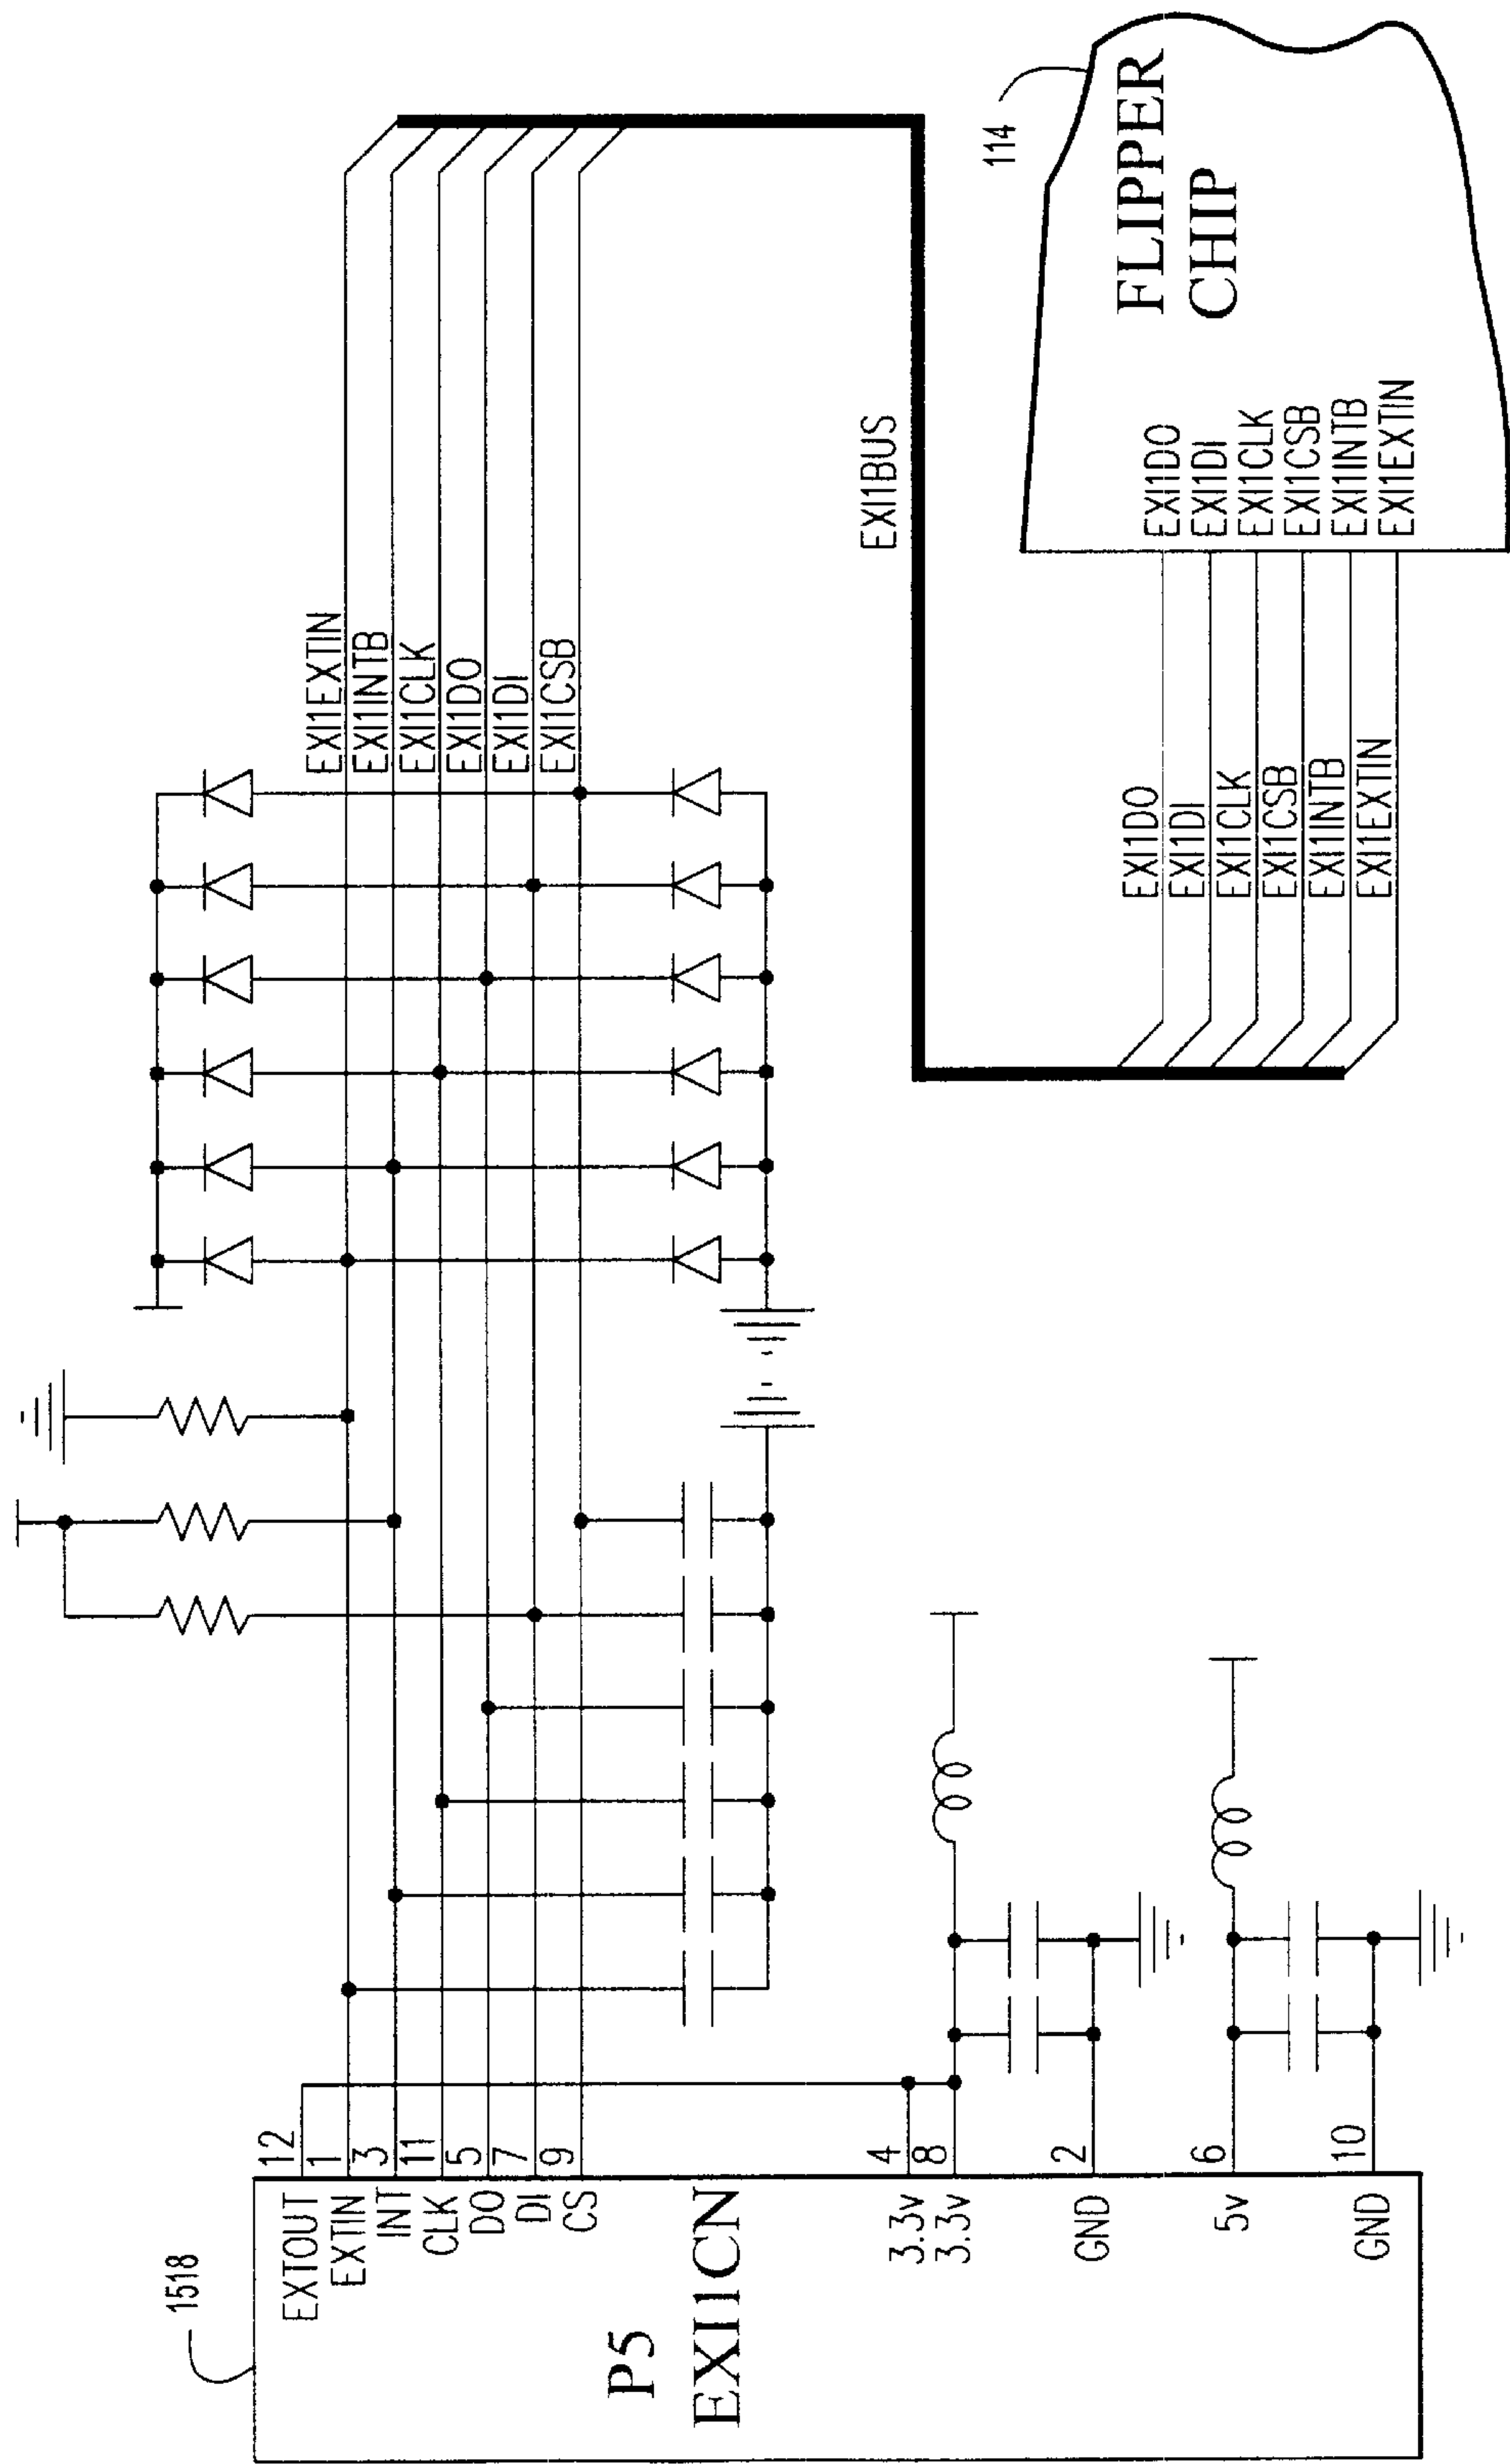 1518
P5
EXI1CN
EXTOUT 12
EXTIN 1
INT 3
CLK 11
DO 5
DI 7
CS 9
3.3v 4
3.3v 8
GND 2
5v 6
GND 10
EXI1EXTIN
EXI1INTB
EXI1CLK
EXI1DO
EXI1DI
EXI1CSB
EXI1BUS
EXI1DO
EXI1DI
EXI1CLK
EXI1CSB
EXI1INTB
EXI1EXTIN
EXI1DO
EXI1DI
EXI1CLK
EXI1CSB
EXI1INTB
EXI1EXTIN
114
FLIPPER
CHIP